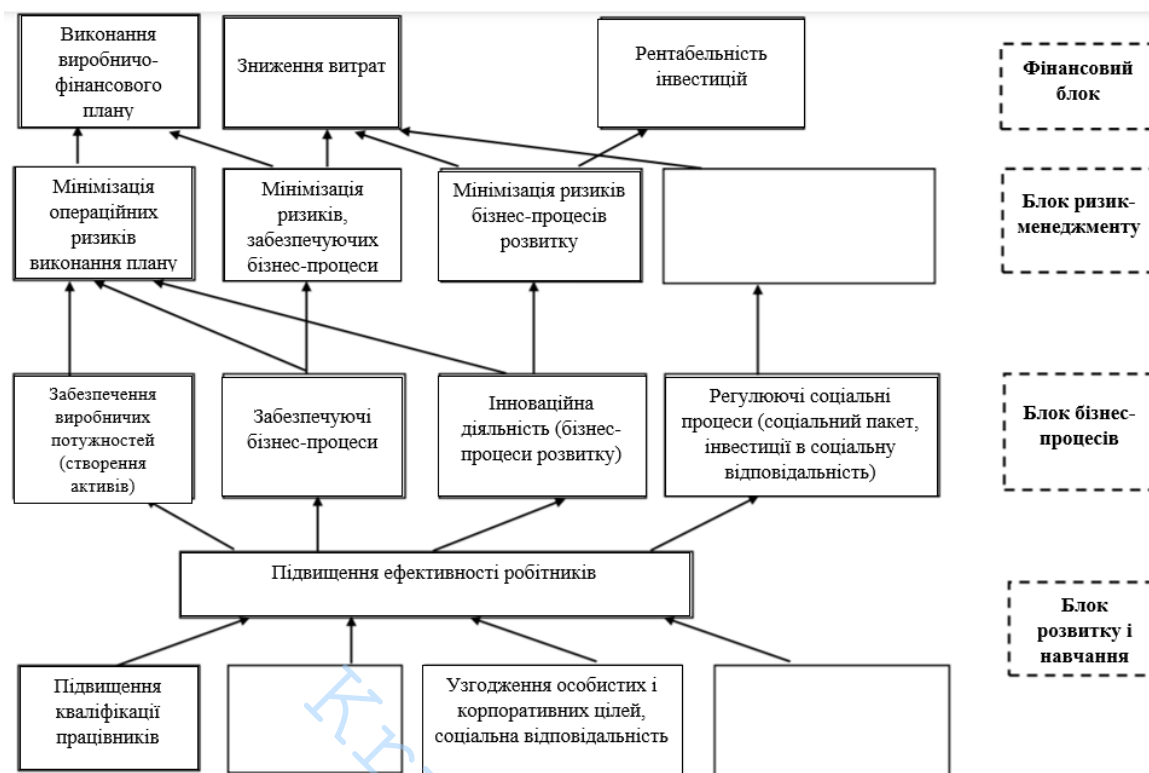 Виконання
виробничо-
фінансового
плану
Зниження витрат
Рентабельність
інвестицій
Фінансовий
блок
Мінімізація
операційних
ризиків
виконання плану
Мінімізація
ризиків,
забезпечуючих
бізнес-процеси
Мінімізація ризиків
бізнес-процесів
розвитку
Блок ризик-
менеджменту
Забезпечення
виробничих
потужностей
(створення
активів)
Забезпечуючі
бізнес-процеси
Інноваційна
діяльність (бізнес-
процеси розвитку)
Регулюючі соціальні
процеси (соціальний пакет,
інвестиції в соціальну
відповідальність)
Блок бізнес-
процесів
Підвищення ефективності робітників
Блок
розвитку і
навчання
Підвищення
кваліфікації
працівників
Узгодження особистих і
корпоративних цілей,
соціальна відповідальність